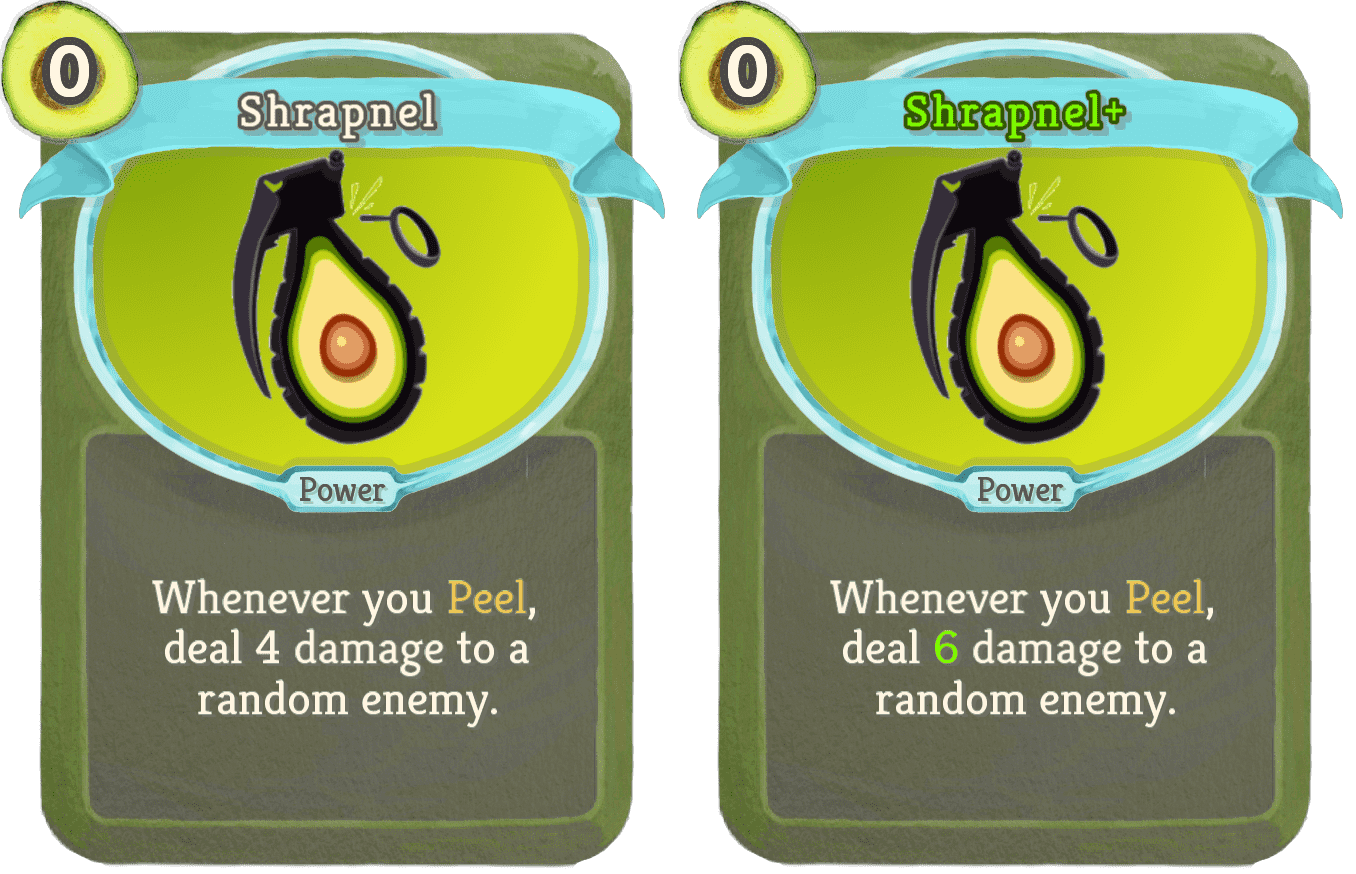 0
Shrapnel
Power
Whenever you Peel,
deal 4 damage to a
random enemy.
0
Shrapnel+
Power
Whenever you Peel,
deal 6 damage to a
random enemy.